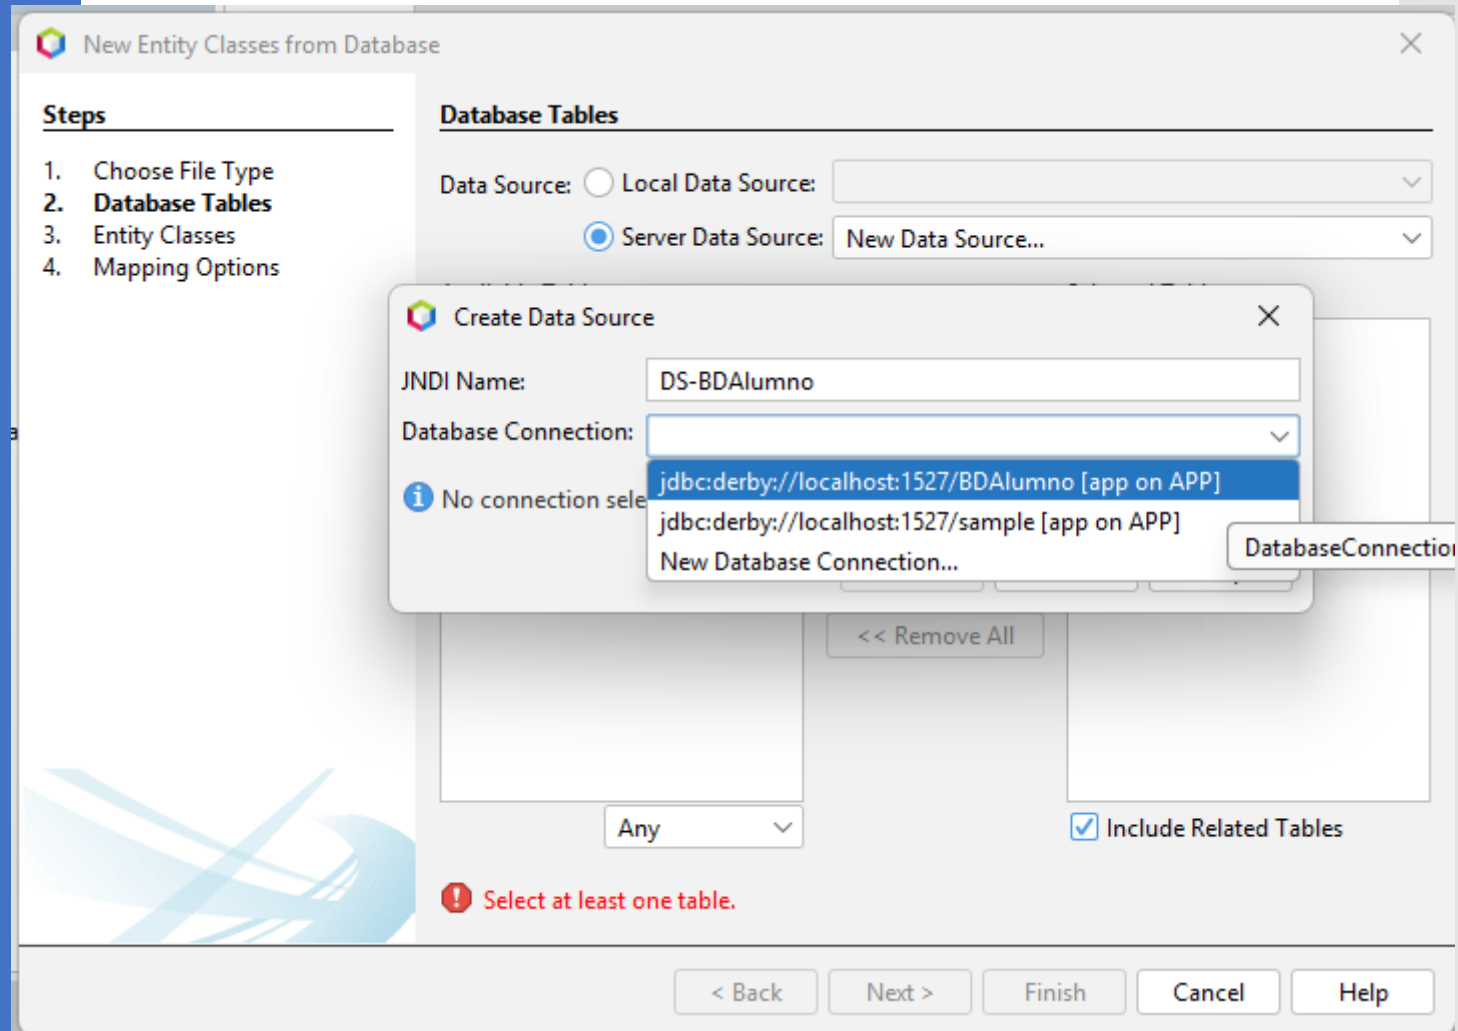 New Entity Classes from Database
Steps
1. Choose File Type
2. Database Tables
3. Entity Classes
4. Mapping Options
Database Tables
Data Source: Local Data Source:
Server Data Source: New Data Source...
Create Data Source
JNDI Name: DS-BDAlumno
Database Connection:
No connection sele
jdbc:derby://localhost:1527/BDAlumno [app on APP]
jdbc:derby://localhost:1527/sample [app on APP]
New Database Connection...
DatabaseConnection
<< Remove All
Any
Include Related Tables
Select at least one table.
< Back Next > Finish Cancel Help